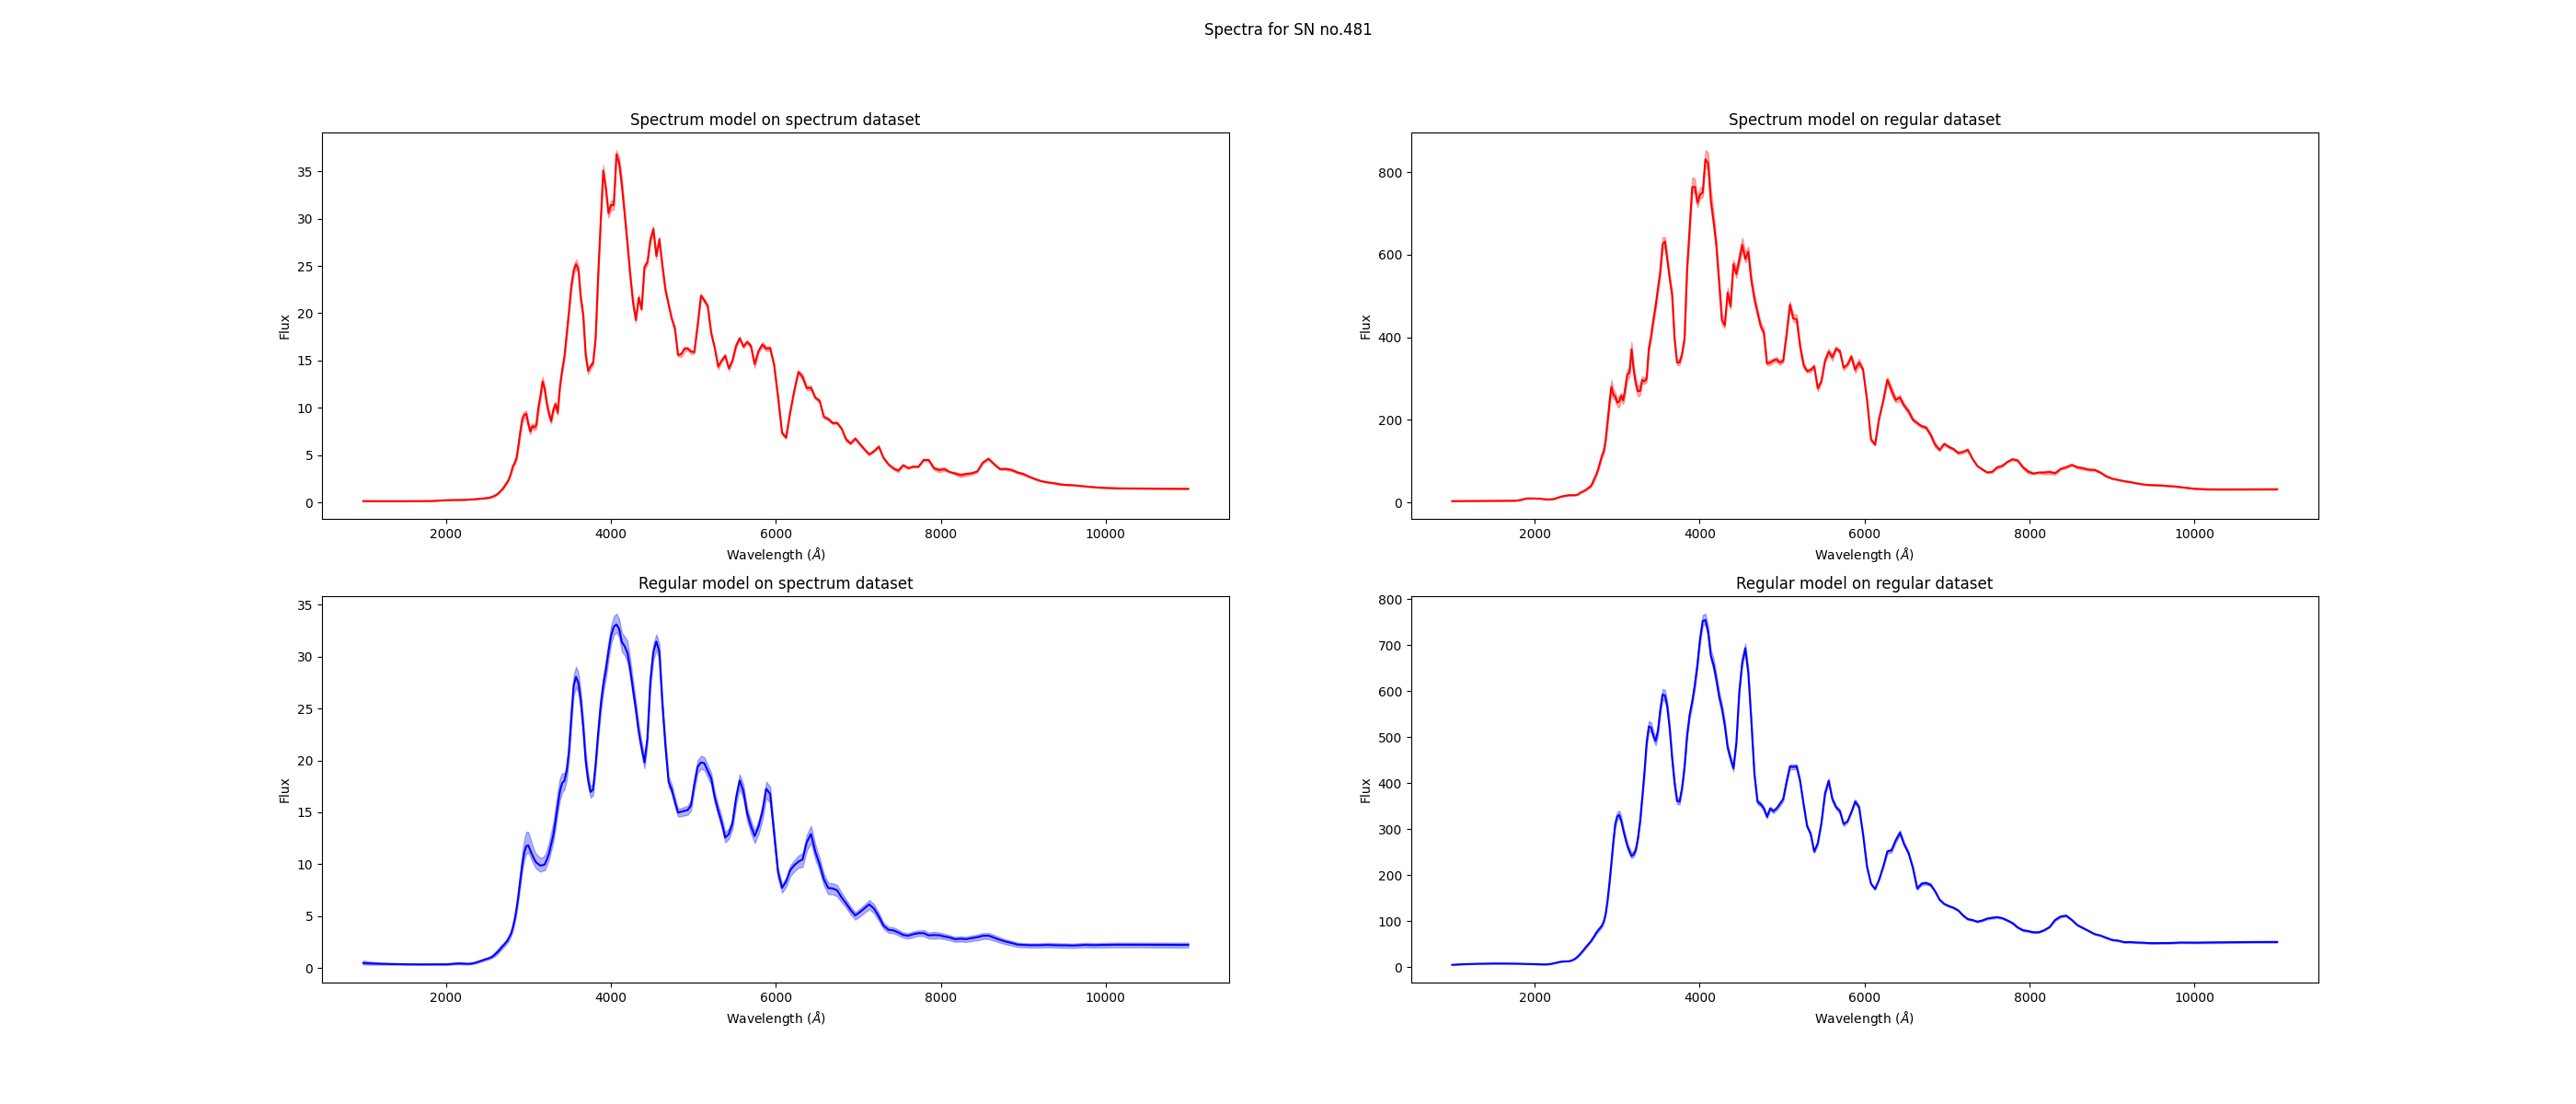 Spectra for SN no.481
Spectrum model on spectrum dataset
Flux
35
30
25
20
15
10
5
0
2000 4000 6000 8000 10000
Wavelength (Å)
Spectrum model on regular dataset
Flux
800
600
400
200
0
2000 4000 6000 8000 10000
Wavelength (Å)
Regular model on spectrum dataset
Flux
35
30
25
20
15
10
5
0
2000 4000 6000 8000 10000
Wavelength (Å)
Regular model on regular dataset
Flux
800
700
600
500
400
300
200
100
0
2000 4000 6000 8000 10000
Wavelength (Å)